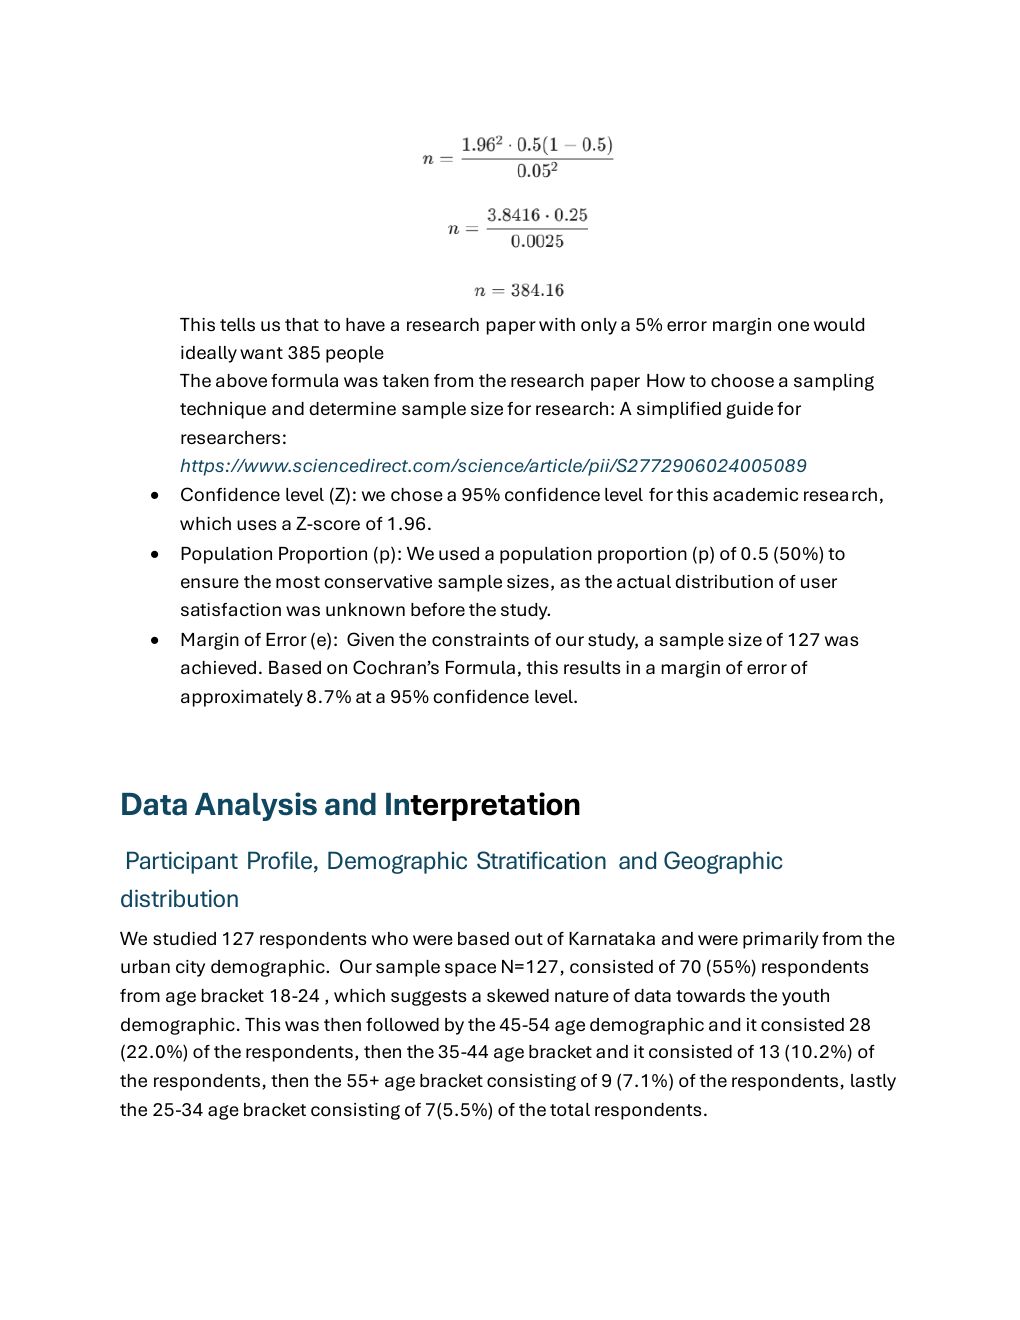 n = 1.96² · 0.5(1 − 0.5) / 0.05²
n = 3.8416 · 0.25 / 0.0025
n = 384.16
This tells us that to have a research paper with only a 5% error margin one would
ideally want 385 people
The above formula was taken from the research paper How to choose a sampling
technique and determine sample size for research: A simplified guide for
researchers:
https://www.sciencedirect.com/science/article/pii/S2772906024005089
• Confidence level (Z): we chose a 95% confidence level for this academic research,
which uses a Z-score of 1.96.
• Population Proportion (p): We used a population proportion (p) of 0.5 (50%) to
ensure the most conservative sample sizes, as the actual distribution of user
satisfaction was unknown before the study.
• Margin of Error (e): Given the constraints of our study, a sample size of 127 was
achieved. Based on Cochran’s Formula, this results in a margin of error of
approximately 8.7% at a 95% confidence level.
Data Analysis and Interpretation
Participant Profile, Demographic Stratification and Geographic
distribution
We studied 127 respondents who were based out of Karnataka and were primarily from the
urban city demographic. Our sample space N=127, consisted of 70 (55%) respondents
from age bracket 18-24 , which suggests a skewed nature of data towards the youth
demographic. This was then followed by the 45-54 age demographic and it consisted 28
(22.0%) of the respondents, then the 35-44 age bracket and it consisted of 13 (10.2%) of
the respondents, then the 55+ age bracket consisting of 9 (7.1%) of the respondents, lastly
the 25-34 age bracket consisting of 7(5.5%) of the total respondents.